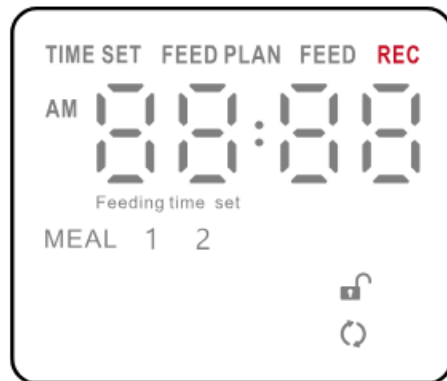 TIME SET FEED PLAN FEED REC
AM 88:88
Feeding time set
MEAL 1 2